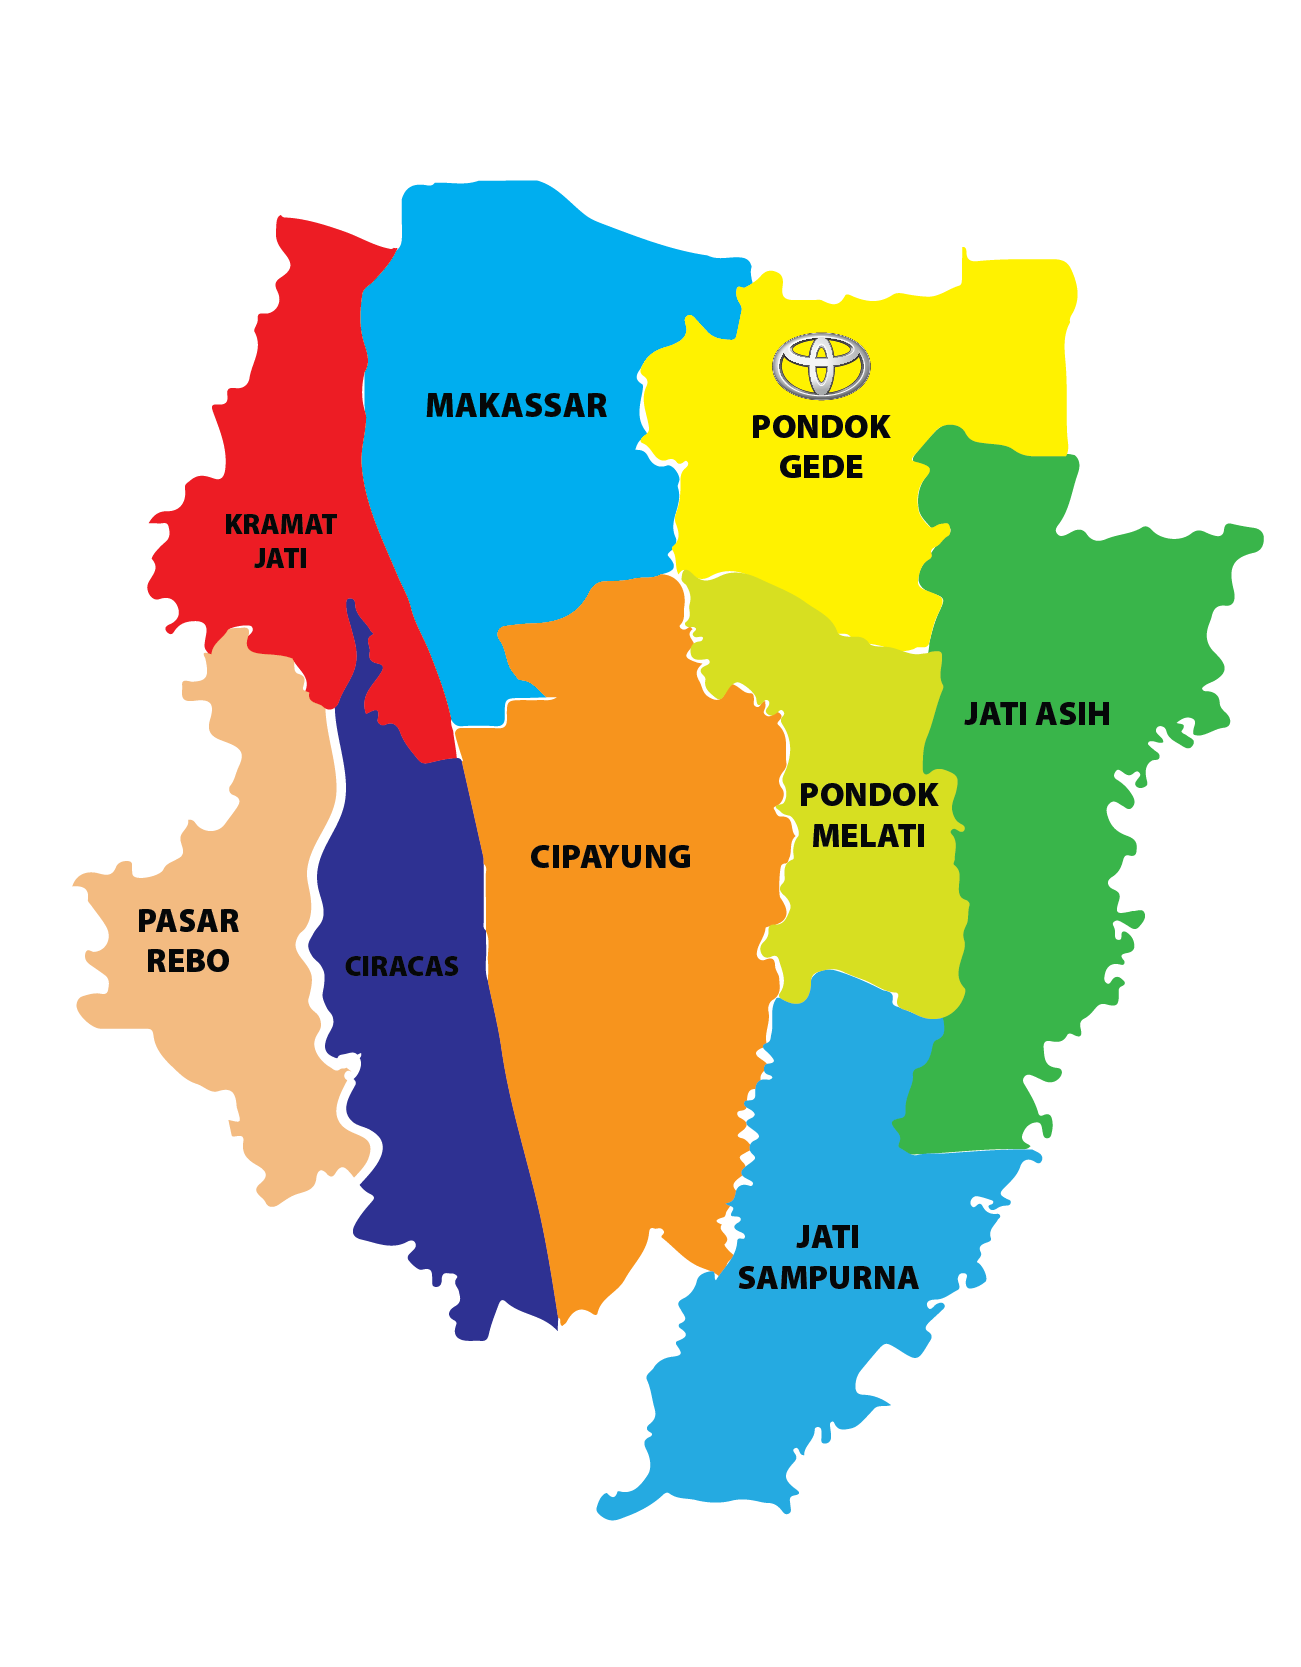 MAKASSAR
PONDOK
GEDE
KRAMAT
JATI
JATI ASIH
PONDOK
MELATI
CIPAYUNG
PASAR
REBO
CIRACAS
JATI
SAMPURNA